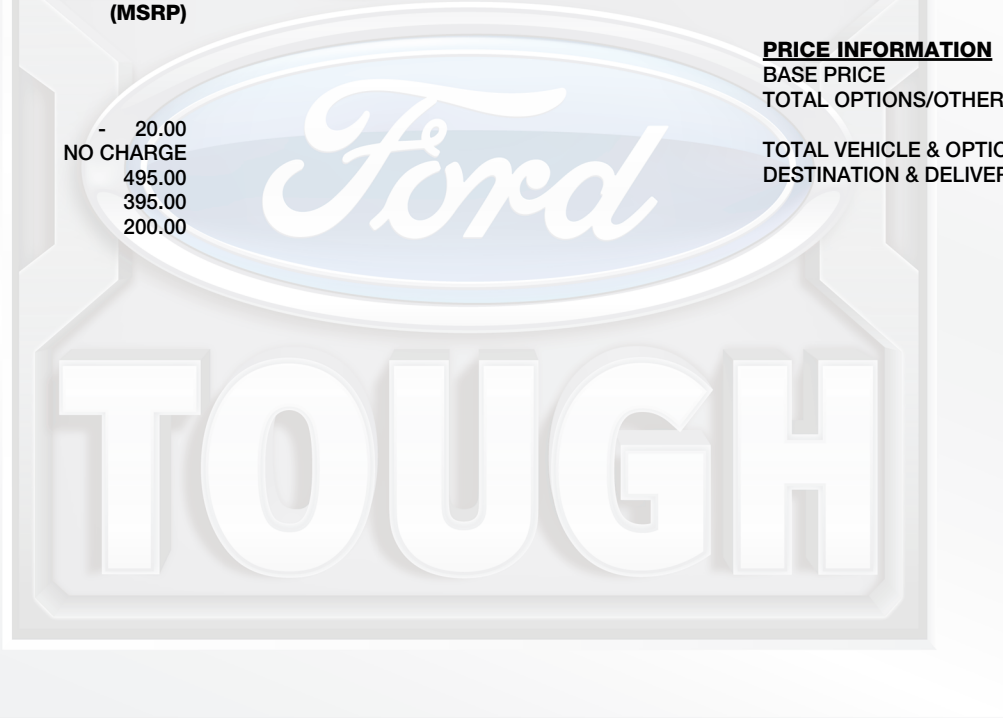 (MSRP)
- 20.00
NO CHARGE
495.00
395.00
200.00
PRICE INFORMATION
BASE PRICE
TOTAL OPTIONS/OTHER
TOTAL VEHICLE & OPTIO
DESTINATION & DELIVER
Ford
TOUGH